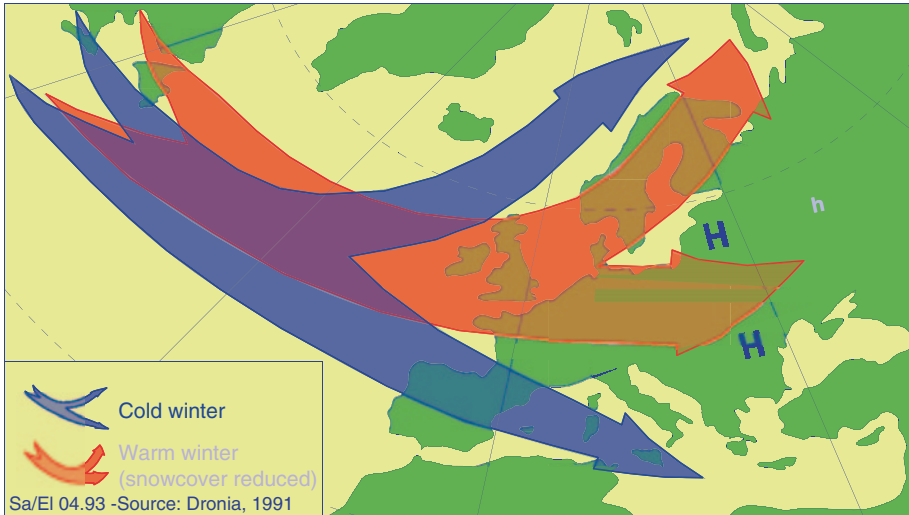 h
H
H
Cold winter
Warm winter
(snowcover reduced)
Sa/El 04.93 -Source: Dronia, 1991